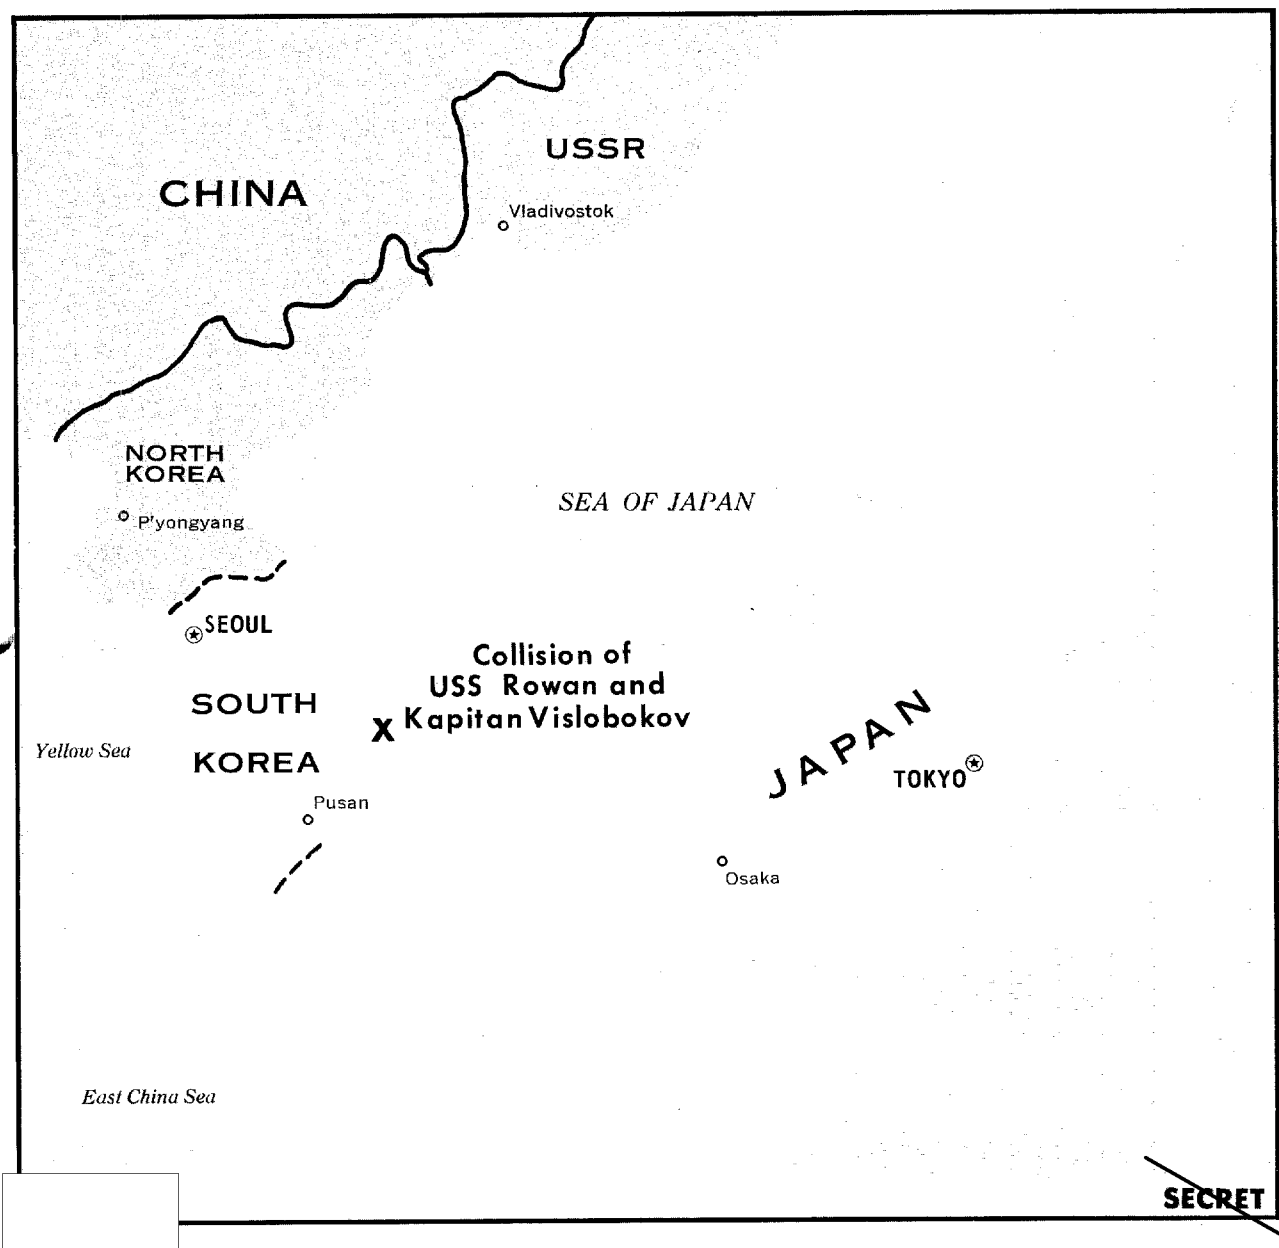 USSR
CHINA
Vladivostok
NORTH
KOREA
P'yongyang
SEA OF JAPAN
SEOUL
Collision of
USS Rowan and
X Kapitan Vislobokov
SOUTH
KOREA
Yellow Sea
JAPAN
TOKYO
Pusan
Osaka
East China Sea
SECRET